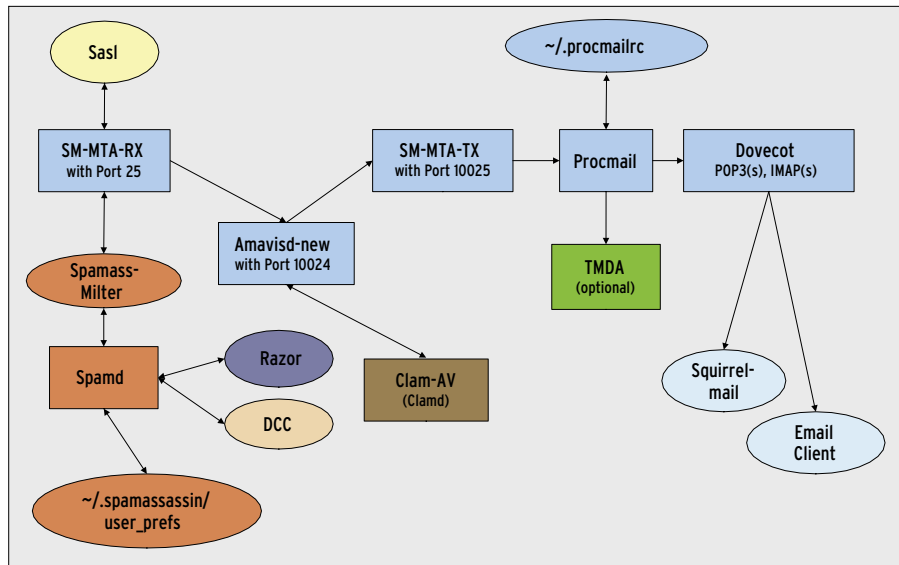 Sasl
~/.procmailrc
SM-MTA-RX
with Port 25
SM-MTA-TX
with Port 10025
Procmail
Dovecot
POP3(s), IMAP(s)
Amavisd-new
with Port 10024
Spamass-
Milter
TMDA
(optional)
Spamd
Razor
DCC
Clam-AV
(Clamd)
Squirrel-
mail
Email
Client
~/.spamassassin/
user_prefs